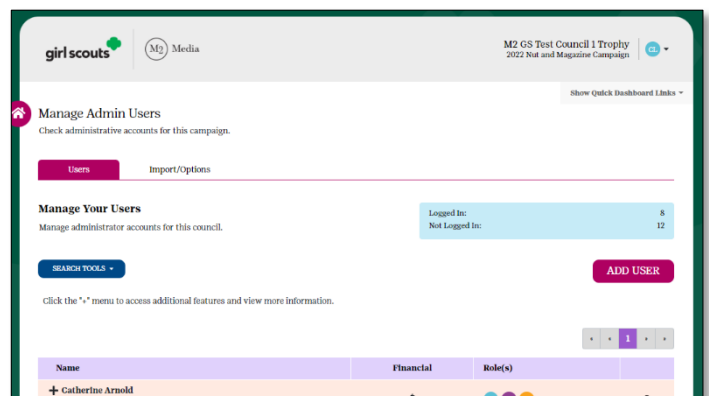 girl scouts
M2 Media
M2 GS Test Council 1 Trophy
2022 Nut and Magazine Campaign
CL
Show Quick Dashboard Links
Manage Admin Users
Check administrative accounts for this campaign.
Users Import/Options
Manage Your Users
Manage administrator accounts for this council.
Logged In: 8
Not Logged In: 12
SEARCH TOOLS
ADD USER
Click the "+" menu to access additional features and view more information.
1
Name Financial Role(s)
+ Catherine Arnold